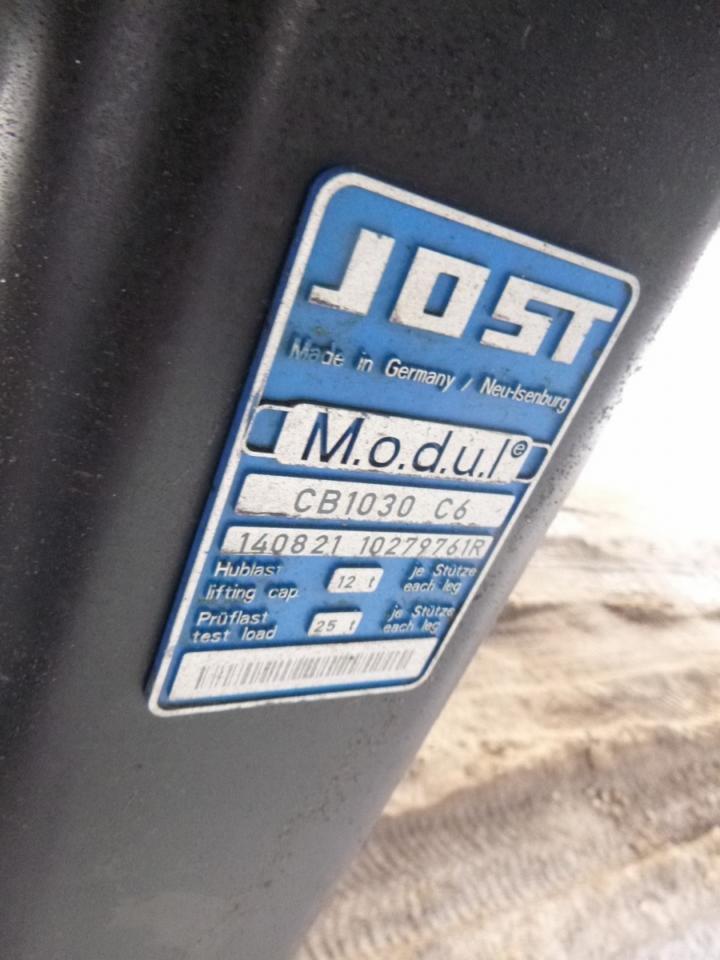 JOST
Made in Germany / Neu-Isenburg
M.o.d.u.l®
CB1030 C6
140821 10279761R
Hublast 12 t je Stütze
lifting cap each leg
Prüflast 25 t je Stütze
test load each leg